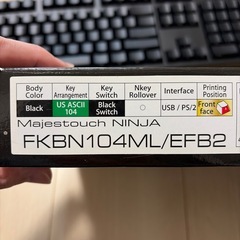 Body Color Key Arrangement Key Switch Nkey Rollover Interface Printing Position
Black US ASCII 104 Black Switch ○ USB / PS/2 Front face
Majestouch NINJA
FKBN104ML/EFB2